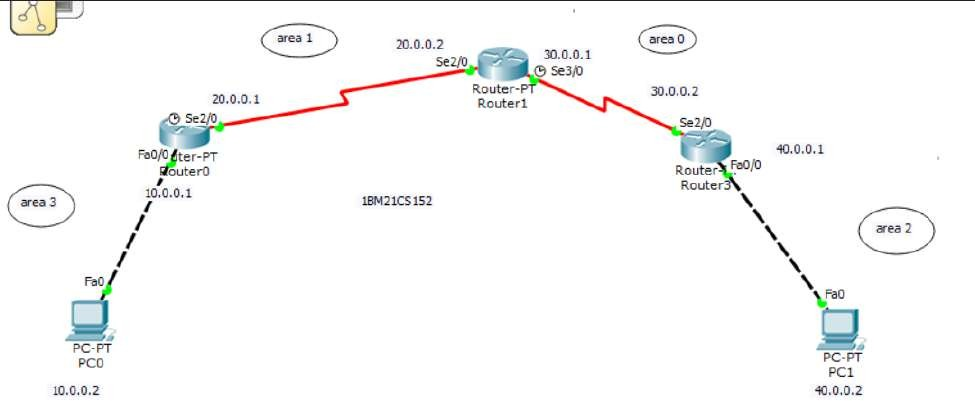 area 1
area 0
20.0.0.2
30.0.0.1
Se2/0
Se3/0
Router-PT
Router1
30.0.0.2
20.0.0.1
Se2/0
Se2/0
40.0.0.1
Fa0/0
uter-PT
Router0
Router-
Fa0/0
Router3
10.0.0.1
area 3
1BM21CS152
area 2
Fa0
Fa0
PC-PT
PC0
PC-PT
PC1
10.0.0.2
40.0.0.2